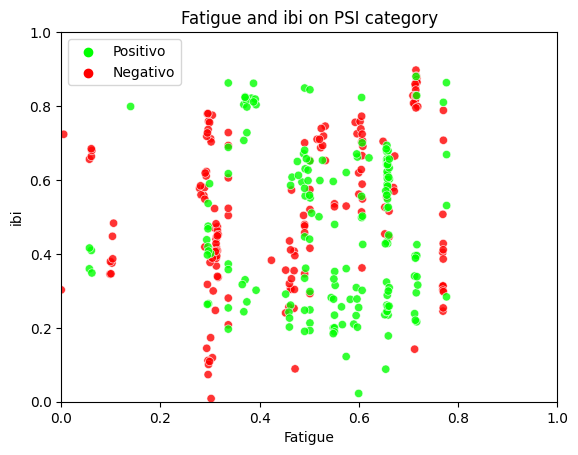 Fatigue and ibi on PSI category
Positivo
Negativo
1.0
0.8
0.6
0.4
0.2
0.0
ibi
0.0 0.2 0.4 0.6 0.8 1.0
Fatigue